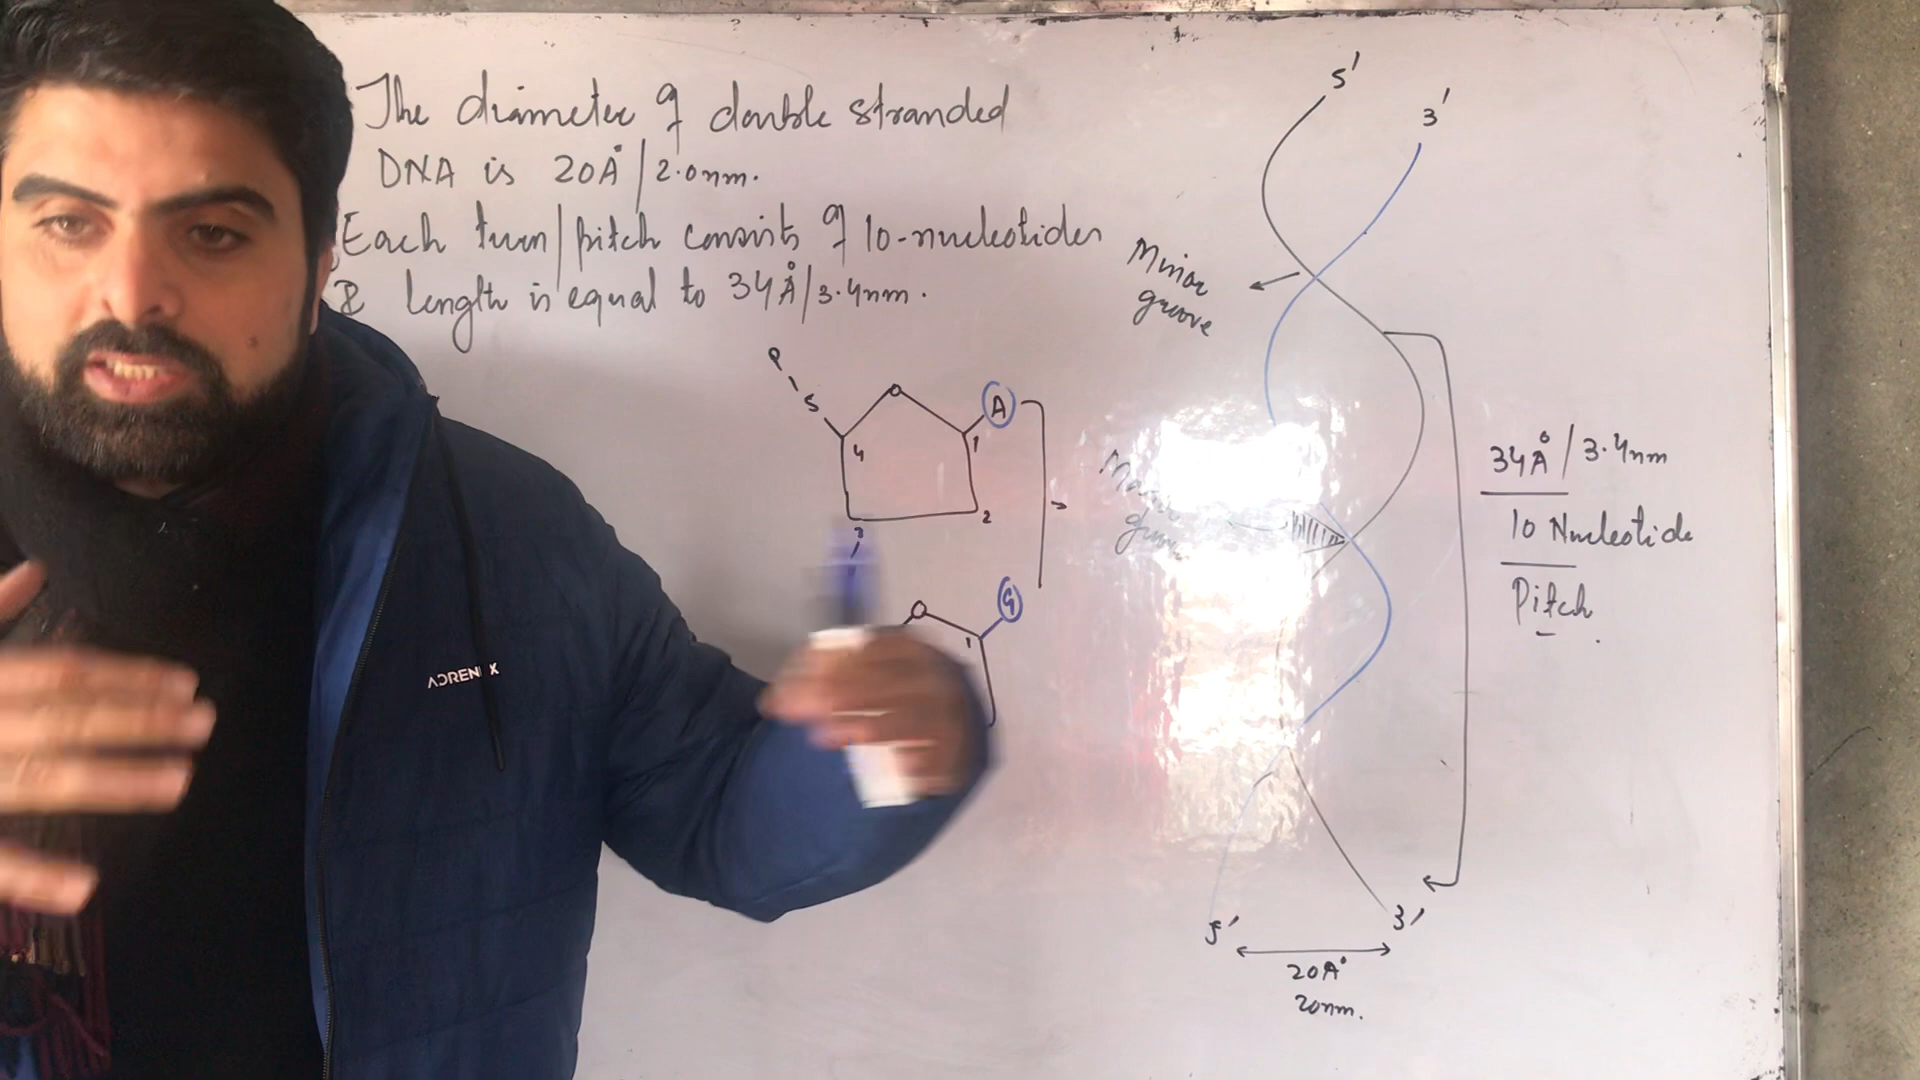 The diameter of double stranded
DNA is 20Å/2.0nm.
Each turn/pitch consists of 10-nucleotides
& length is equal to 34Å/3.4nm.
5'
3'
Minor
groove
P
5
O
A
4
1
3
2
O
G
1
groove
34Å/3.4nm
10 Nucleotide
Pitch
5'
3'
20Å
20nm.